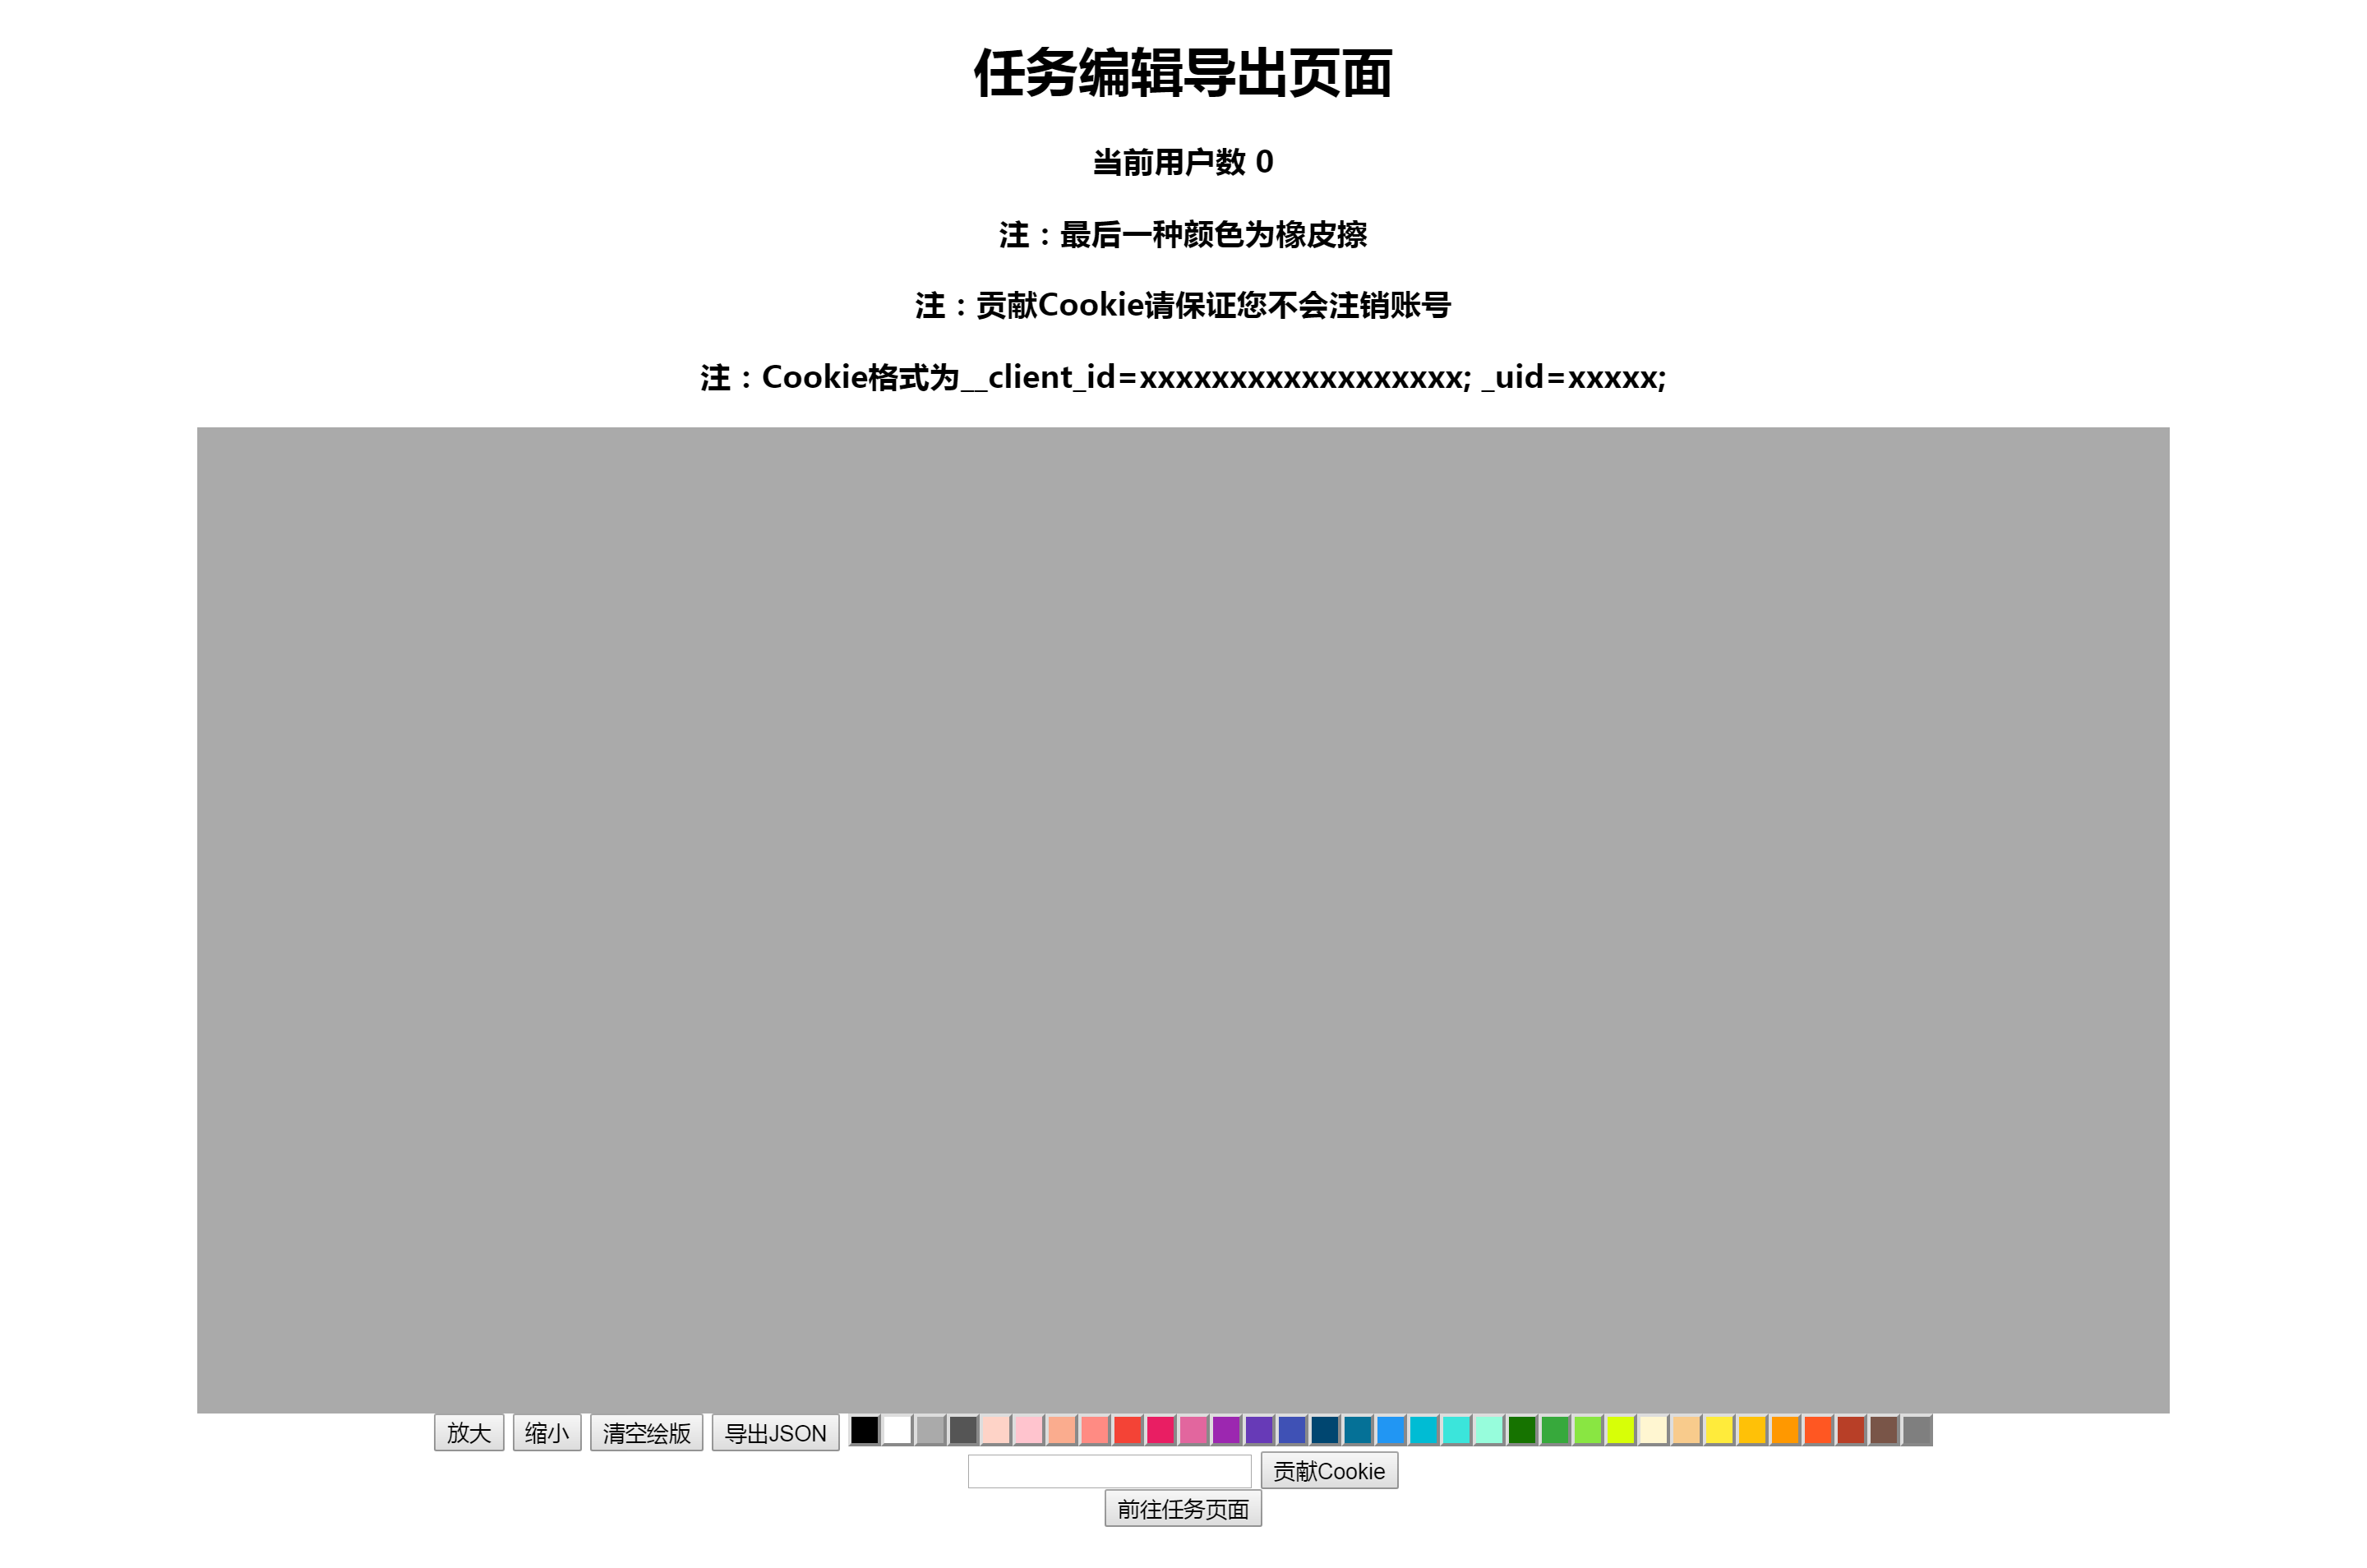 任务编辑导出页面
当前用户数 0
注：最后一种颜色为橡皮擦
注：贡献Cookie请保证您不会注销账号
注：Cookie格式为__client_id=xxxxxxxxxxxxxxxxxx; _uid=xxxxx;
放大 缩小 清空绘版 导出JSON
贡献Cookie
前往任务页面